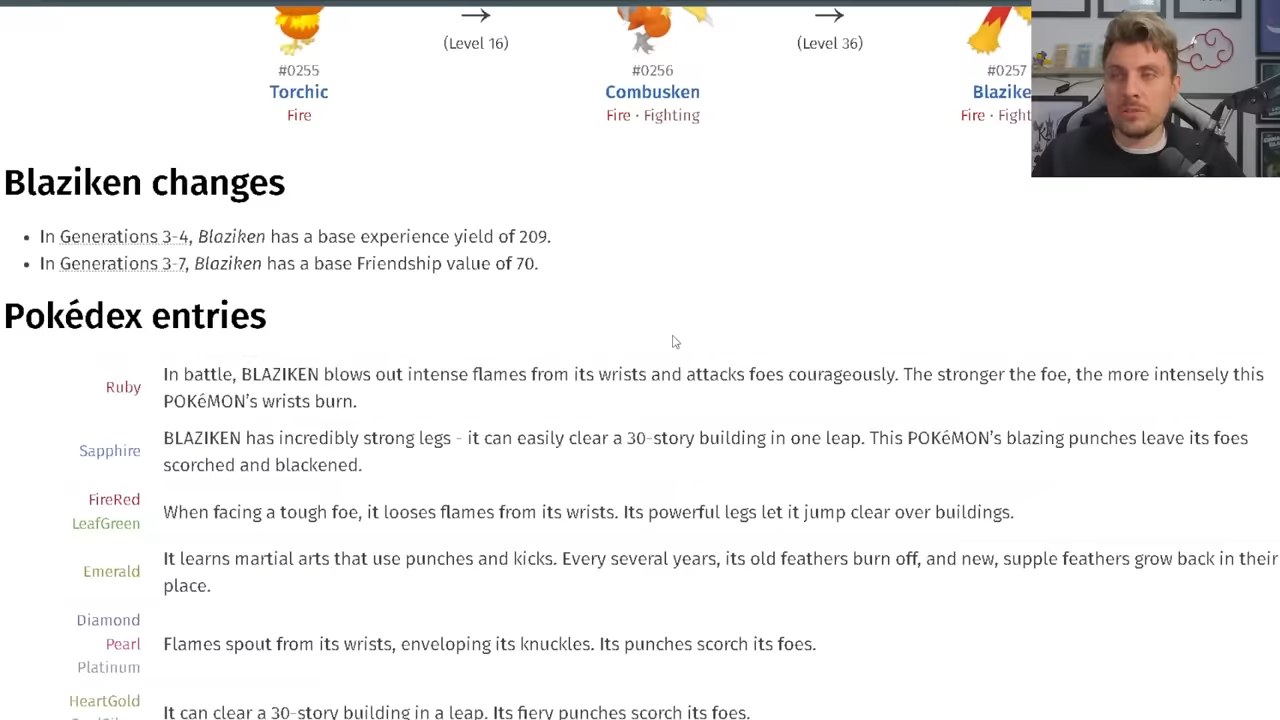 (Level 16)
(Level 36)
#0255
#0256
#0257
Torchic
Combusken
Blazike
Fire
Fire · Fighting
Fire · Fight
Blaziken changes
In Generations 3-4, Blaziken has a base experience yield of 209.
In Generations 3-7, Blaziken has a base Friendship value of 70.
Pokédex entries
Ruby
In battle, BLAZIKEN blows out intense flames from its wrists and attacks foes courageously. The stronger the foe, the more intensely this
POKéMON's wrists burn.
Sapphire
BLAZIKEN has incredibly strong legs - it can easily clear a 30-story building in one leap. This POKéMON's blazing punches leave its foes
scorched and blackened.
FireRed
LeafGreen
When facing a tough foe, it looses flames from its wrists. Its powerful legs let it jump clear over buildings.
Emerald
It learns martial arts that use punches and kicks. Every several years, its old feathers burn off, and new, supple feathers grow back in their
place.
Diamond
Pearl
Platinum
Flames spout from its wrists, enveloping its knuckles. Its punches scorch its foes.
HeartGold
It can clear a 30-story building in a leap. Its fiery punches scorch its foes.